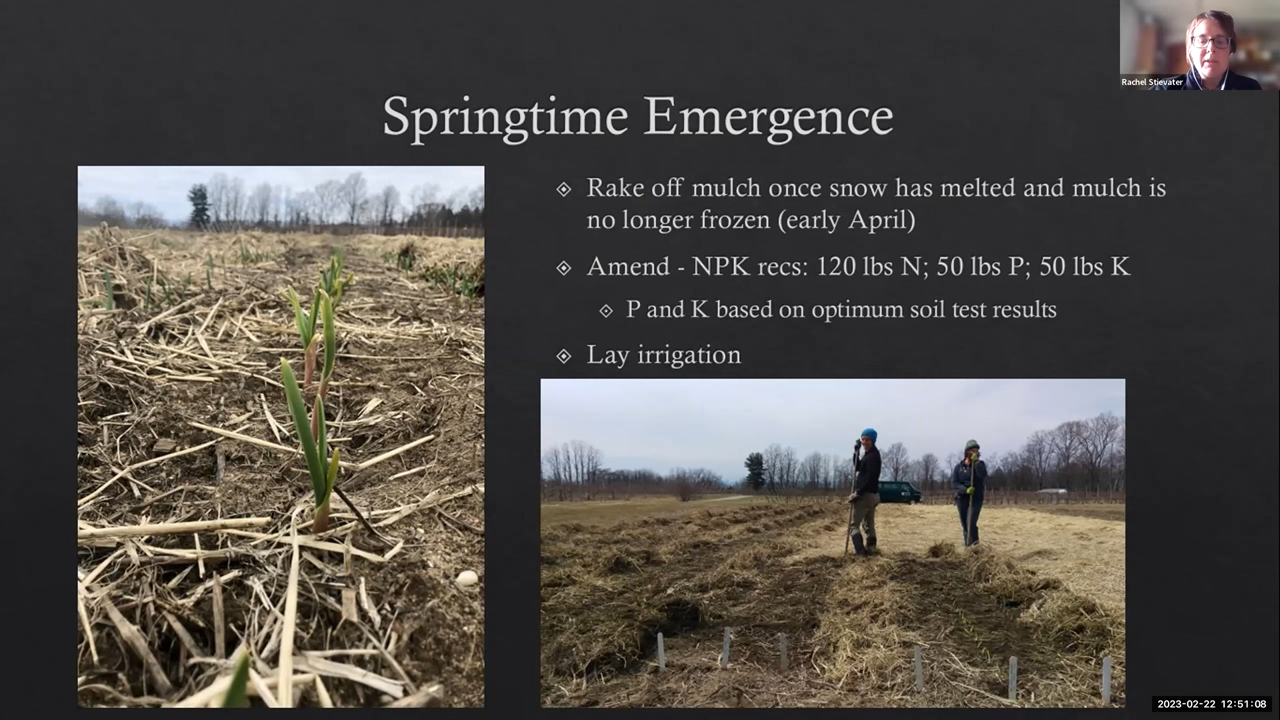 Rachel Stievater
Springtime Emergence
Rake off mulch once snow has melted and mulch is
no longer frozen (early April)
Amend - NPK recs: 120 lbs N; 50 lbs P; 50 lbs K
P and K based on optimum soil test results
Lay irrigation
2023-02-22 12:51:08